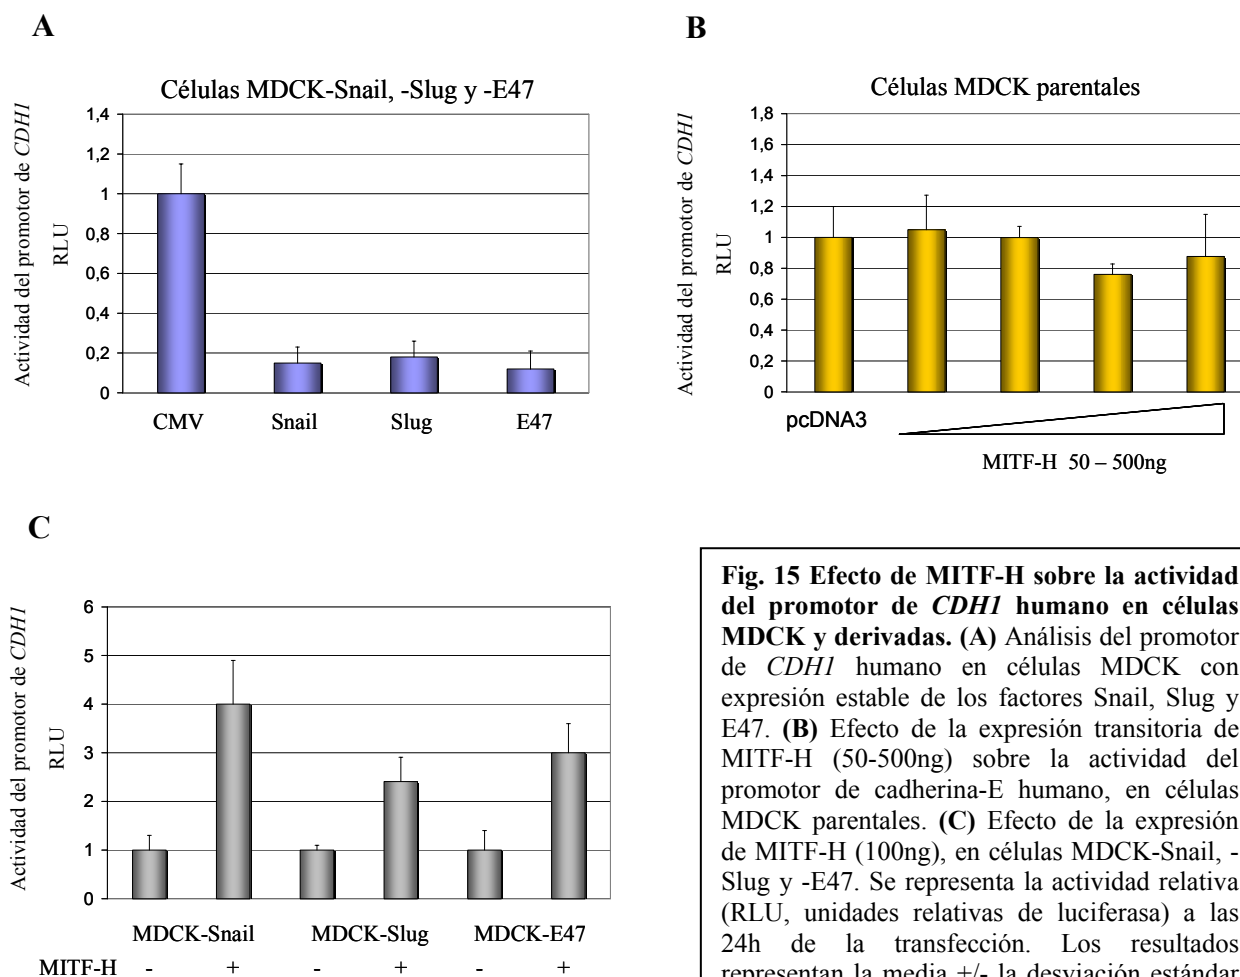 A
Células MDCK-Snail, -Slug y -E47
Actividad del promotor de CDH1
RLU
1,4
1,2
1
0,8
0,6
0,4
0,2
0
CMV Snail Slug E47
B
Células MDCK parentales
Actividad del promotor de CDH1
RLU
1,8
1,6
1,4
1,2
1
0,8
0,6
0,4
0,2
0
pcDNA3
MITF-H 50 – 500ng
C
Actividad del promotor de CDH1
RLU
6
5
4
3
2
1
0
MDCK-Snail MDCK-Slug MDCK-E47
MITF-H - + - + - +
Fig. 15 Efecto de MITF-H sobre la actividad
del promotor de CDH1 humano en células
MDCK y derivadas. (A) Análisis del promotor
de CDH1 humano en células MDCK con
expresión estable de los factores Snail, Slug y
E47. (B) Efecto de la expresión transitoria de
MITF-H (50-500ng) sobre la actividad del
promotor de cadherina-E humano, en células
MDCK parentales. (C) Efecto de la expresión
de MITF-H (100ng), en células MDCK-Snail, -
Slug y -E47. Se representa la actividad relativa
(RLU, unidades relativas de luciferasa) a las
24h de la transfección. Los resultados
representan la media +/- la desviación estándar